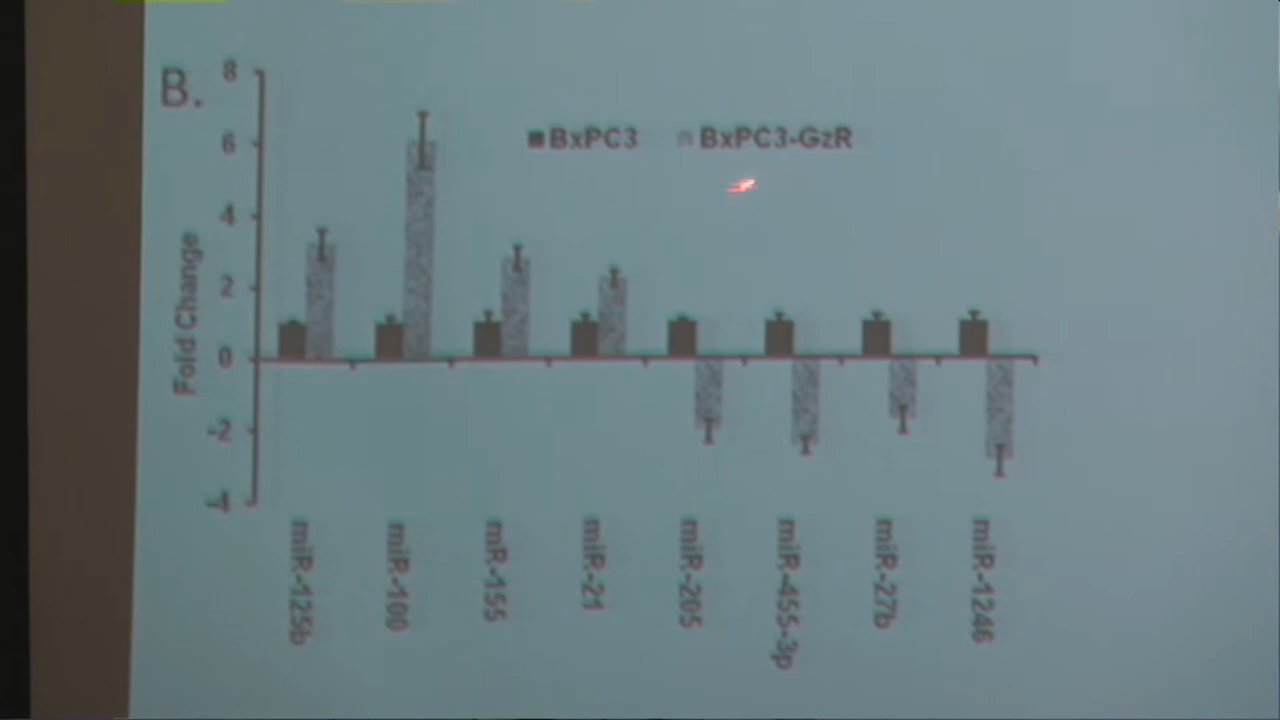 B.
8
6
4
2
0
-2
-4
Fold Change
BxPC3 BxPC3-GzR
miR-125b
miR-100
mR-155
miR-21
miR-205
miR-455-3p
miR-27b
miR-1246